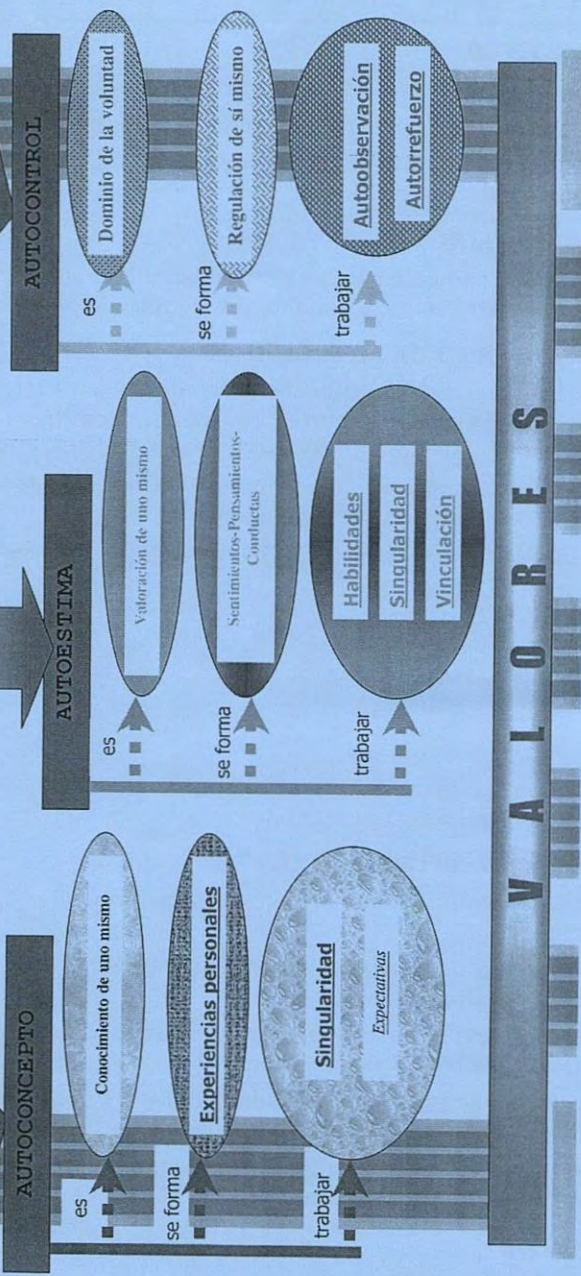 AUTOCONCEPTO
es
Conocimiento de uno mismo
se forma
Experiencias personales
trabajar
Singularidad
Expectativas
AUTOESTIMA
es
Valoración de uno mismo
se forma
Sentimientos-Pensamientos-
Conductas
trabajar
Habilidades
Singularidad
Vinculación
AUTOCONTROL
es
Dominio de la voluntad
se forma
Regulación de sí mismo
trabajar
Autoobservación
Autorrefuerzo
VALORES